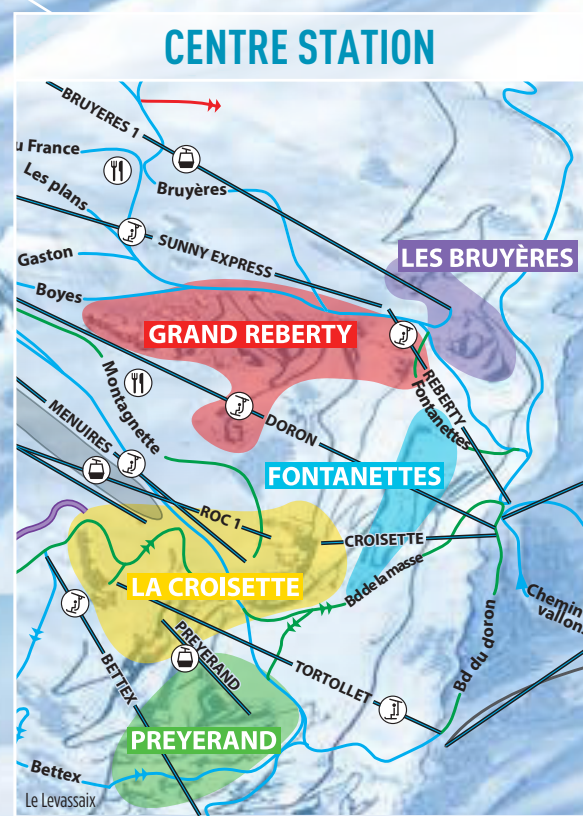 CENTRE STATION
BRUYERES 1
u France
Bruyères
Les plans
SUNNY EXPRESS
Gaston
LES BRUYÈRES
Boyes
GRAND REBERTY
REBERTY
Fontanettes
Montagnette
MENUIRES
DORON
FONTANETTES
ROC 1
CROISETTE
LA CROISETTE
Bd de la masse
Chemin
vallon
PREYERAND
BETTEX
TORTOLLET
Bd du doron
PREYERAND
Bettex
Le Levassaix